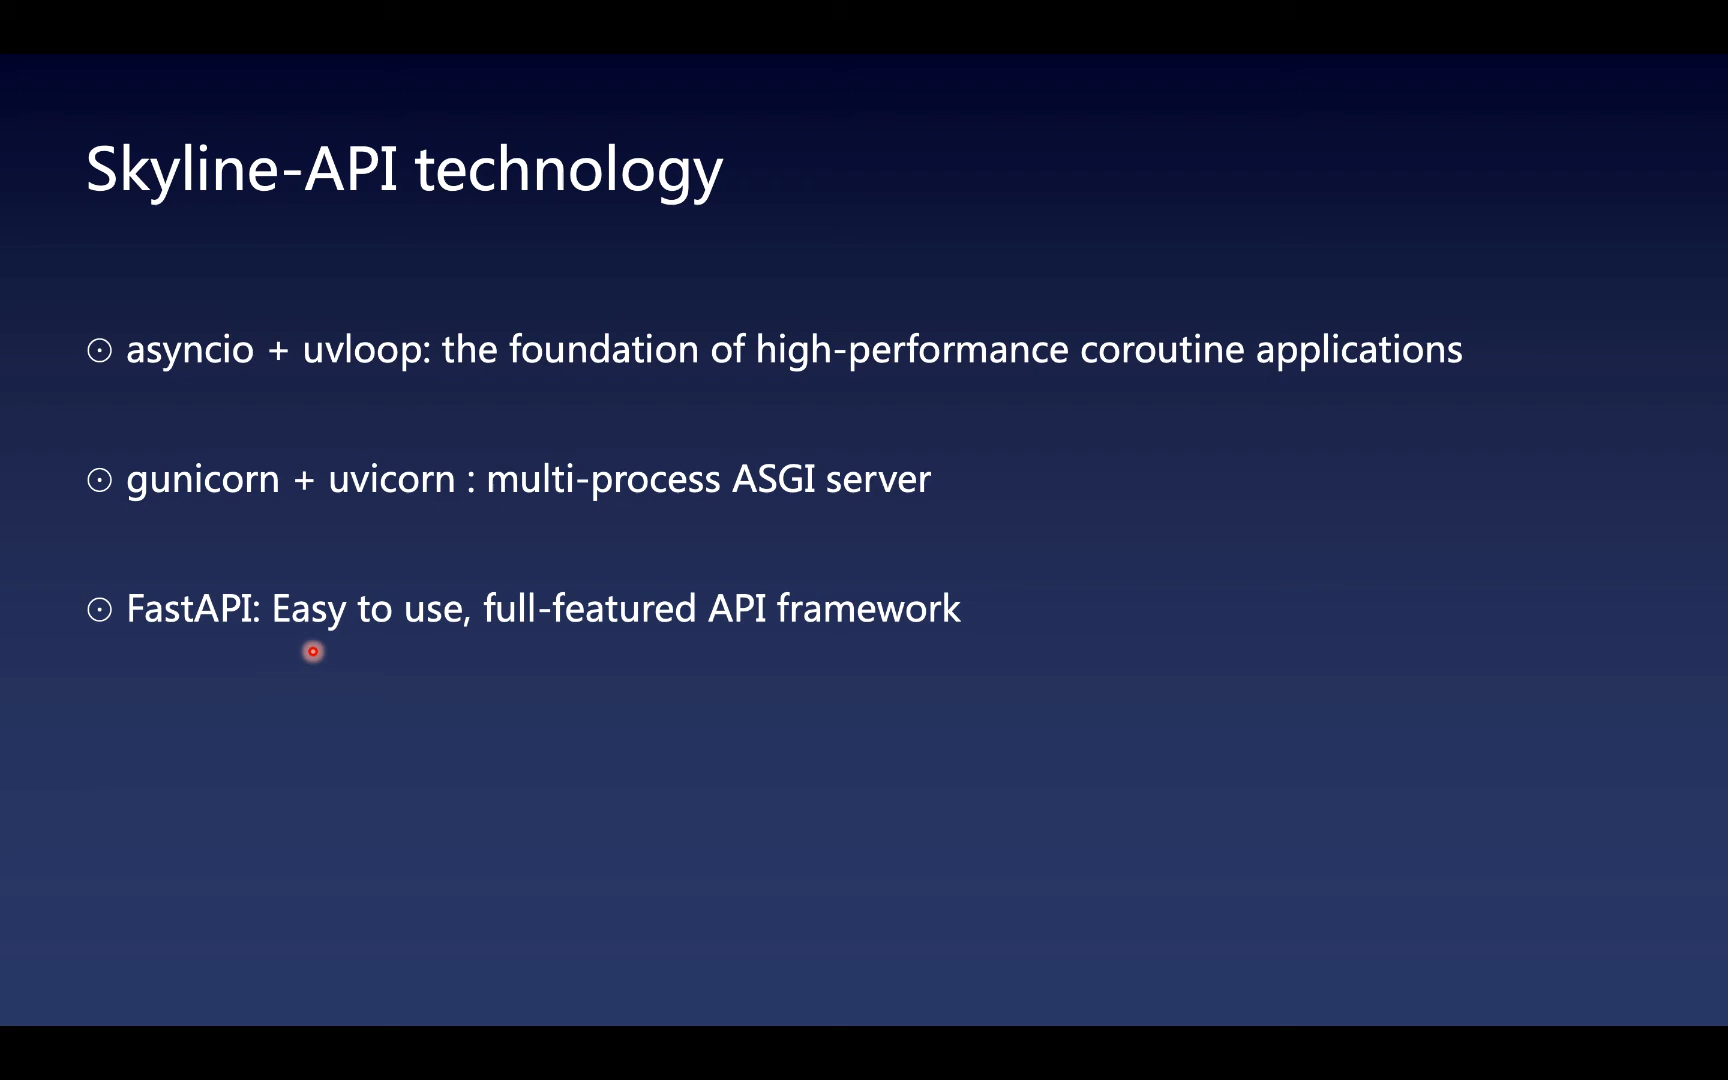 Skyline-API technology
asyncio + uvloop: the foundation of high-performance coroutine applications
gunicorn + uvicorn : multi-process ASGI server
FastAPI: Easy to use, full-featured API framework